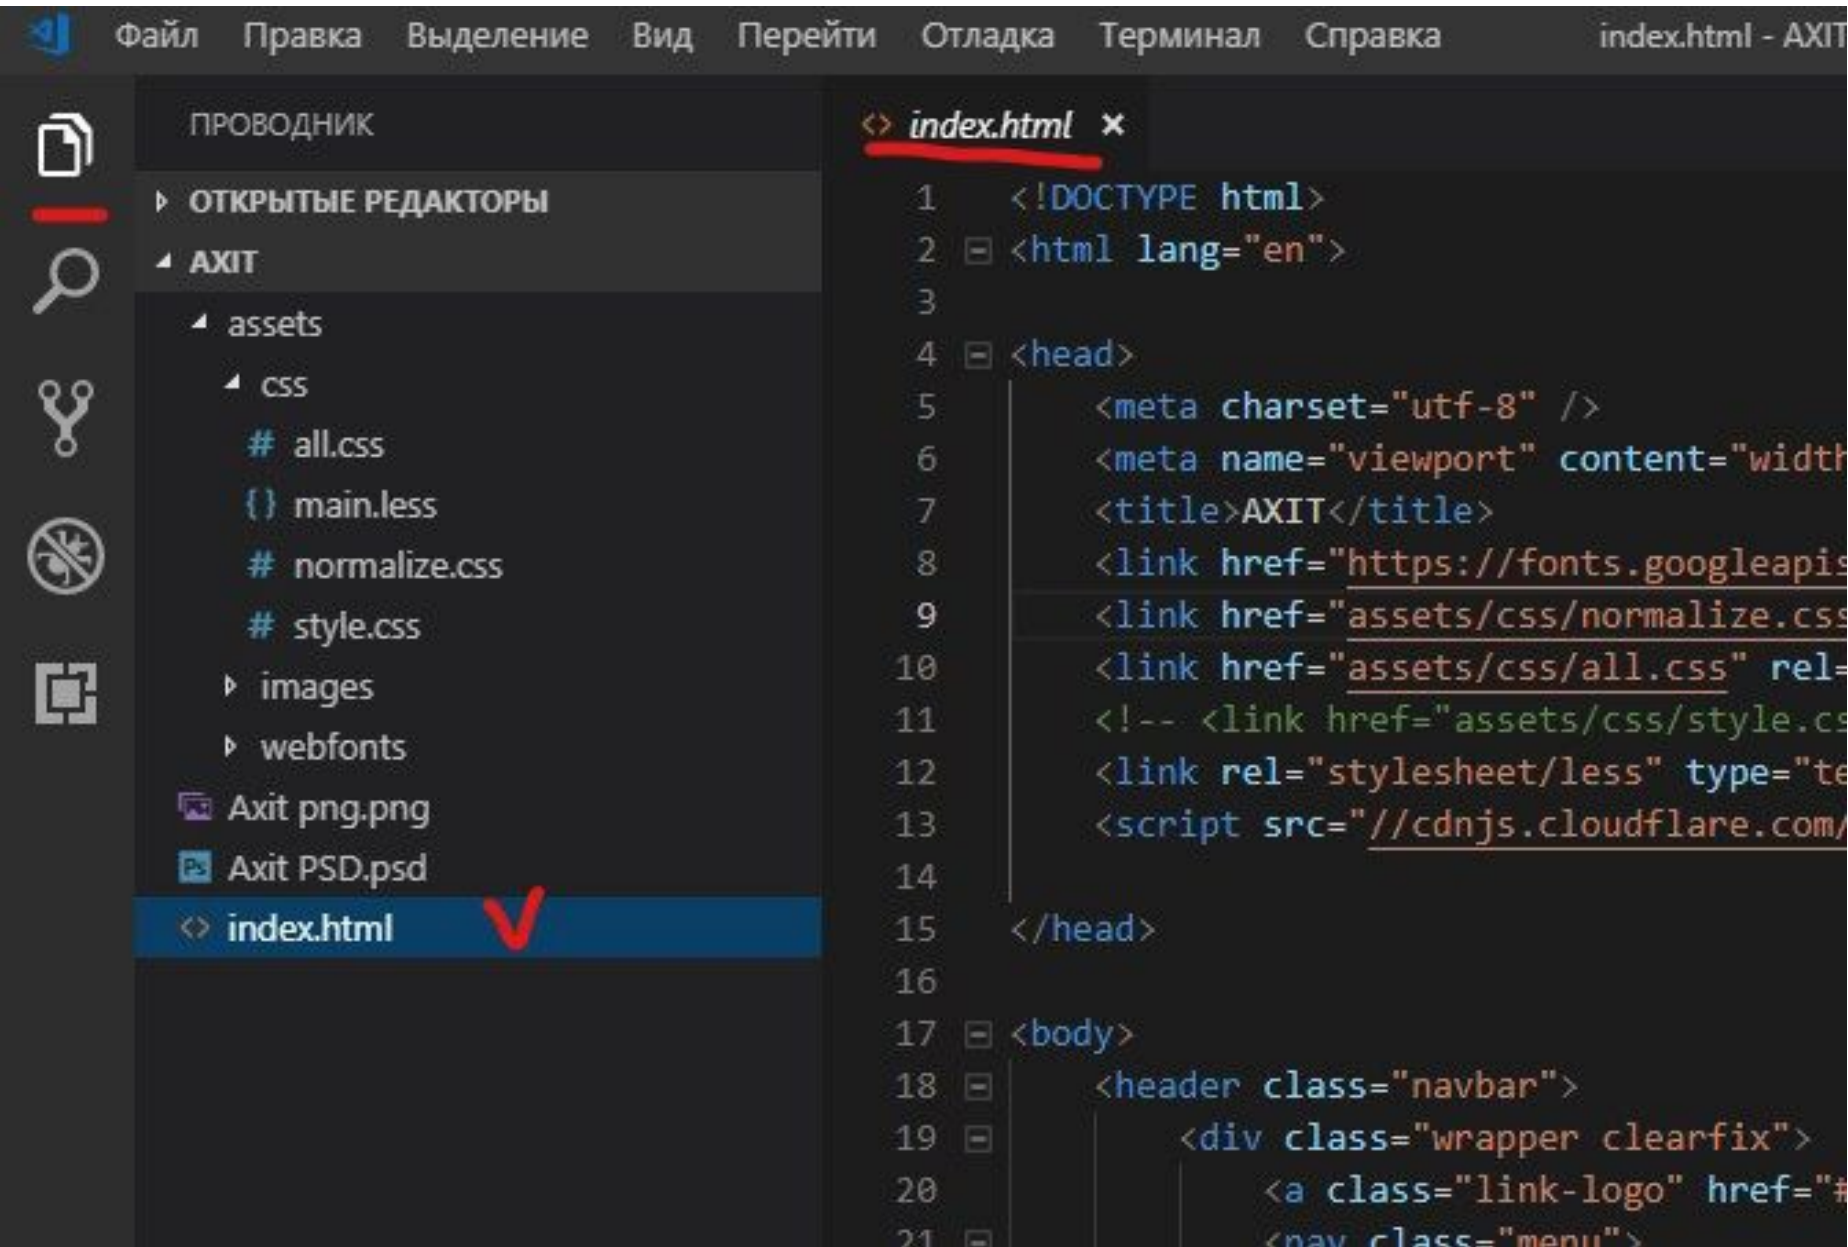 Файл Правка Выделение Вид Перейти Отладка Терминал Справка index.html - AXIT
ПРОВОДНИК
ОТКРЫТЫЕ РЕДАКТОРЫ
AXIT
assets
css
# all.css
{} main.less
# normalize.css
# style.css
images
webfonts
Axit png.png
Ps Axit PSD.psd
<> index.html
<> index.html ×
1 <!DOCTYPE html>
2 <html lang="en">
3
4 <head>
5 <meta charset="utf-8" />
6 <meta name="viewport" content="width
7 <title>AXIT</title>
8 <link href="https://fonts.googleapis
9 <link href="assets/css/normalize.css
10 <link href="assets/css/all.css" rel=
11 <!-- <link href="assets/css/style.cs
12 <link rel="stylesheet/less" type="te
13 <script src="//cdnjs.cloudflare.com/
14
15 </head>
16
17 <body>
18 <header class="navbar">
19 <div class="wrapper clearfix">
20 <a class="link-logo" href="#
21 <nav class="menu">